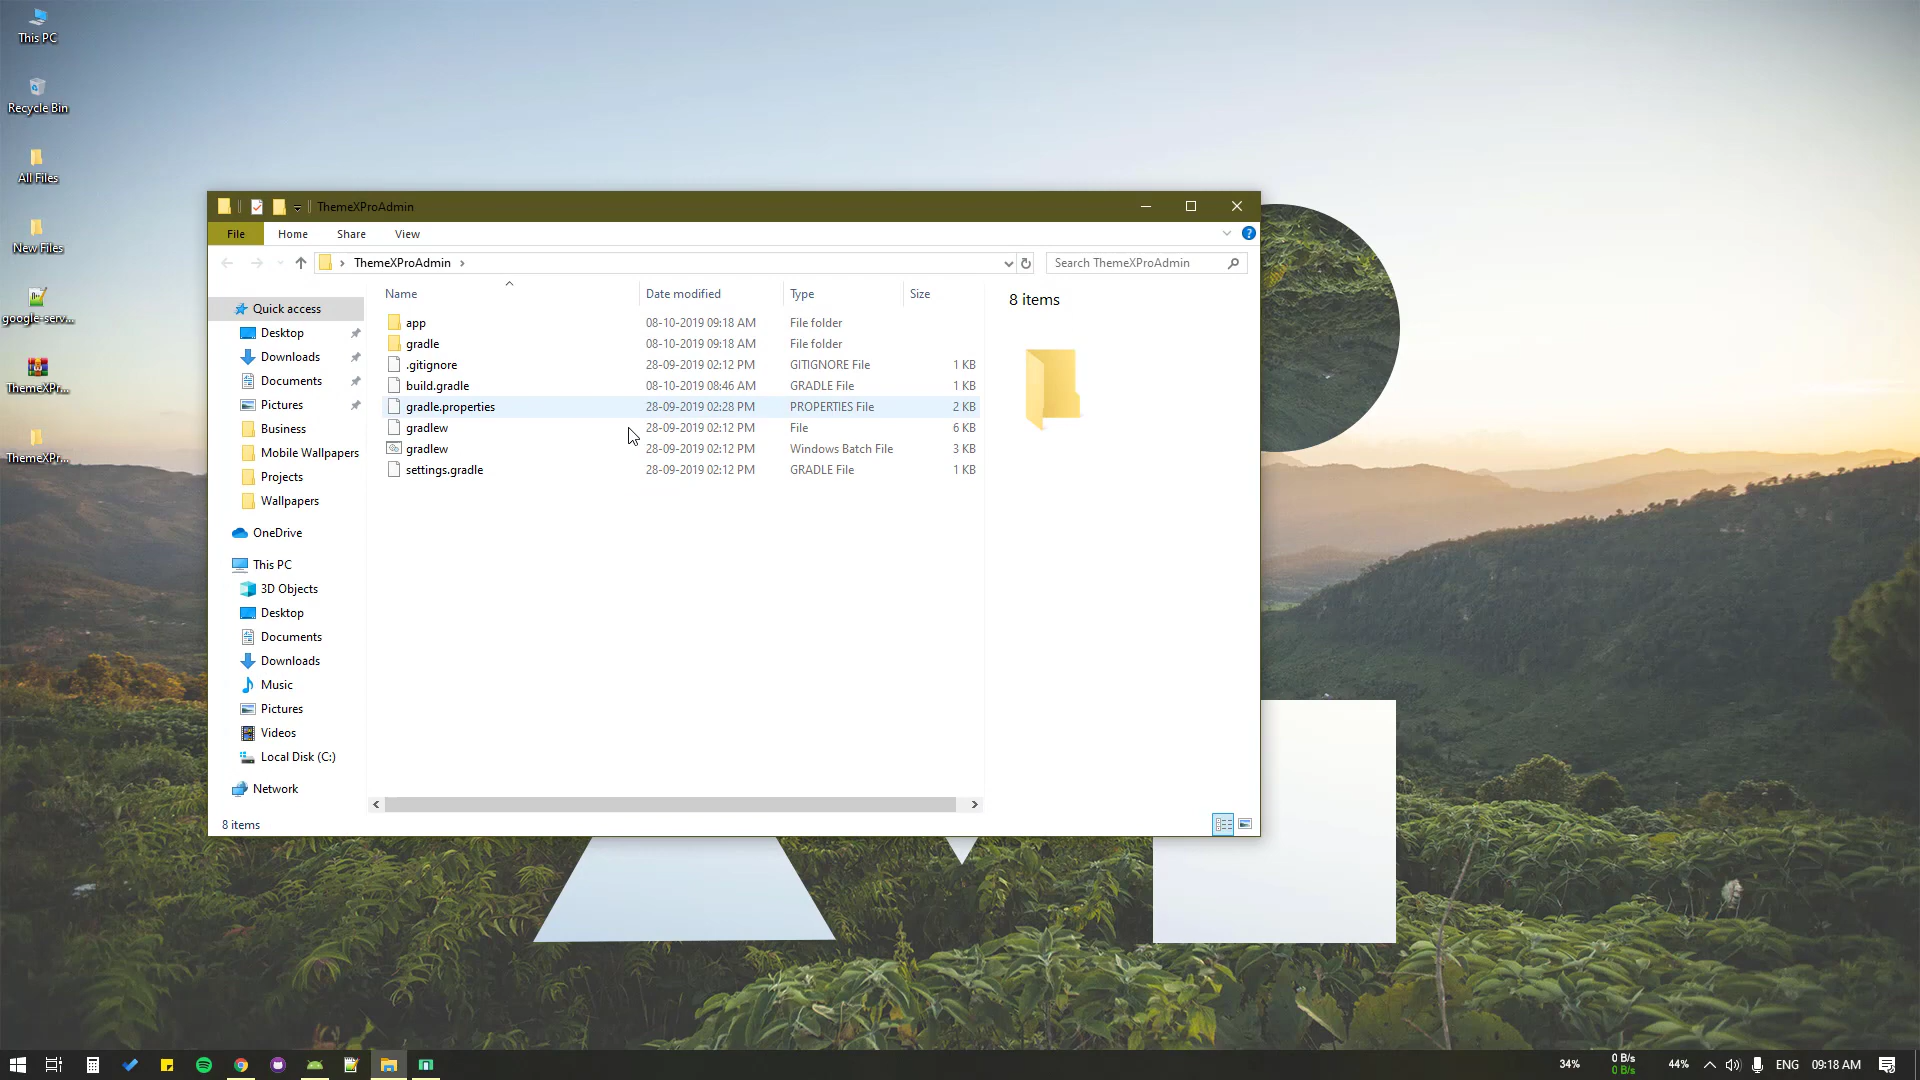 This PC
Recycle Bin
All Files
New Files
google-serv...
ThemeXPr...
ThemeXPr...
ThemeXProAdmin
File Home Share View
ThemeXProAdmin
Search ThemeXProAdmin
Quick access
Desktop
Downloads
Documents
Pictures
Business
Mobile Wallpapers
Projects
Wallpapers
OneDrive
This PC
3D Objects
Desktop
Documents
Downloads
Music
Pictures
Videos
Local Disk (C:)
Network
Name Date modified Type Size
app 08-10-2019 09:18 AM File folder
gradle 08-10-2019 09:18 AM File folder
.gitignore 28-09-2019 02:12 PM GITIGNORE File 1 KB
build.gradle 08-10-2019 08:46 AM GRADLE File 1 KB
gradle.properties 28-09-2019 02:28 PM PROPERTIES File 2 KB
gradlew 28-09-2019 02:12 PM File 6 KB
gradlew 28-09-2019 02:12 PM Windows Batch File 3 KB
settings.gradle 28-09-2019 02:12 PM GRADLE File 1 KB
8 items
8 items
34% 0 B/s 44% ENG 09:18 AM
0 B/s